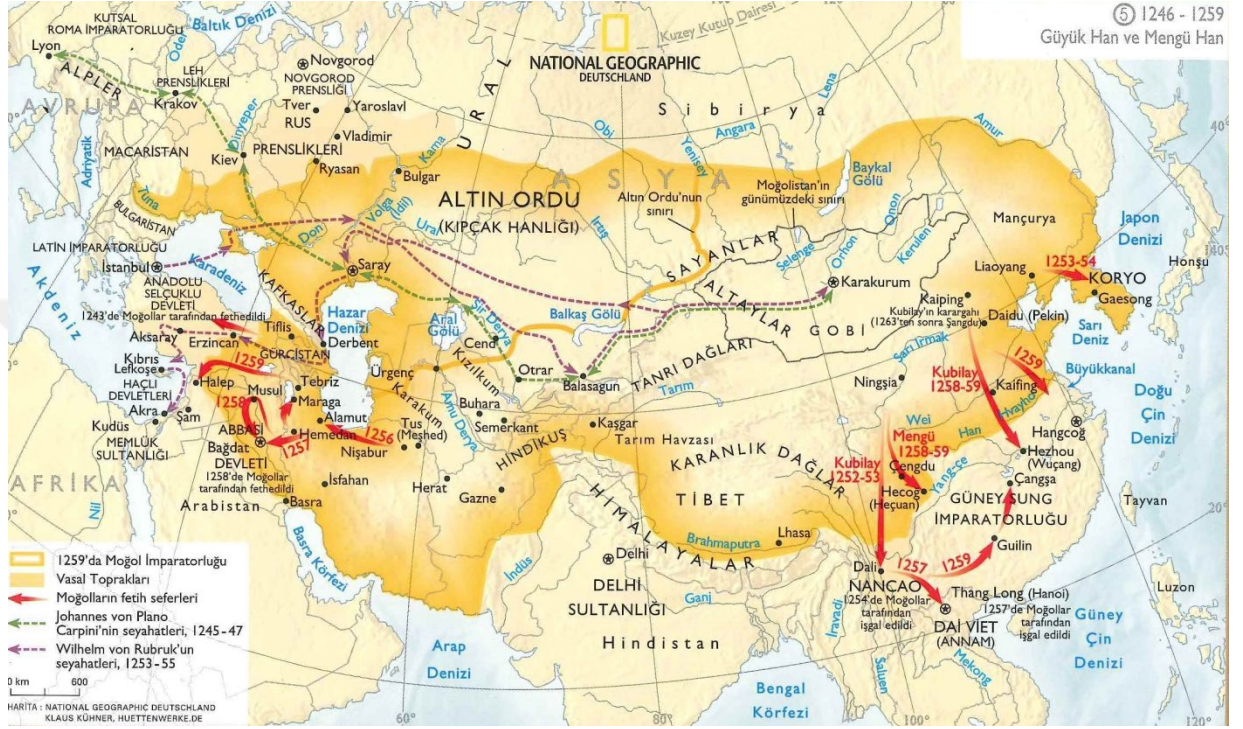 ⑤ 1246 - 1259
Güyük Han ve Mengü Han
NATIONAL GEOGRAPHIC
DEUTSCHLAND
Kuzey Kutup Dairesi
KUTSAL
ROMA İMPARATORLUĞU
Baltık Denizi
Oder
Lyon
ALPLER
AVRUPA
LEH
PRENSLİKLERİ
Krakov
Novgorod
NOVGOROD
PRENSLİĞİ
Tver
Yaroslavl
RUS
Vladimir
PRENSLİKLERİ
Ryasan
Kiev
Dinyeper
MACARİSTAN
Adriyatik
Tuna
BULGARİSTAN
LATİN İMPARATORLUĞU
İstanbul
Karadeniz
Akdeniz
Bulgar
Kama
URAL
Volga
(İdil)
Ural
Don
Saray
ALTIN ORDU
(KIPÇAK HANLIĞI)
ASYA
Sibirya
Obi
Yenisey
Angara
Lena
Amur
İrtiş
Altın Ordu'nun
sınırı
Moğolistan'ın
günümüzdeki sınırı
Baykal
Gölü
Selenge
Orhon
Onon
Kerulen
SAYANLAR
ALTAYLAR
GOBİ
Karakurum
Mançurya
Japon
Denizi
Honşu
Liaoyang
1253-54
KORYO
Gaesong
Kaiping
Kubilay'ın karargahı
(1263'ten sonra Şangdu)
Daidu (Pekin)
Sarı
Deniz
Sarı Irmak
Büyükkanal
Doğu
Çin
Denizi
ANADOLU
SELÇUKLU
DEVLETİ
1243'de Moğollar tarafından fethedildi
KAFKASLAR
Hazar
Denizi
Derbent
Tiflis
GÜRCİSTAN
Aksaray
Erzincan
Kıbrıs
Lefkoşe
HAÇLI
DEVLETLERİ
Akra
Kudüs
MEMLÜK
SULTANLIĞI
Halep
Şam
1259
Musul
1258
Tebriz
Maraga
Alamut
Hemedan
1257
1256
ABBASİ
Bağdat
DEVLETİ
1258'de Moğollar
tarafından fethedildi
Arabistan
Basra
Basra Körfezi
AFRİKA
Nil
İsfahan
Nişabur
Tus
(Meşhed)
Karakum
Ürgenç
Aral
Gölü
Sir Derya
Cend
Kızılkum
Amu Derya
Otrar
Buhara
Semerkant
Balkaş Gölü
Balasagun
TANRI DAĞLARI
Kaşgar
Tarım
Tarım Havzası
HİNDİKUŞ
Herat
Gazne
İndüs
HİMALAYALAR
KARANLIK DAĞLAR
TİBET
Lhasa
Brahmaputra
Delhi
DELHİ
SULTANLIĞI
Ganj
Hindistan
Arap
Denizi
Bengal
Körfezi
Ningsia
Kubilay
1258-59
1259
Kaifing
Hvayho
Wei
Han
Mengü
1258-59
Kubilay
1252-53
Çengdu
Hecog
(Heçuan)
Yang-çe
Hangcoğ
Hezhou
(Wuçang)
Çangşa
GÜNEY SUNG
İMPARATORLUĞU
Guilin
Dali
1257
1259
NANCAO
1254'de Moğollar
tarafından
işgal edildi
Thang Long (Hanoi)
1257'de Moğollar
tarafından
işgal edildi
DAİ VİET
(ANNAM)
İravadi
Saluen
Mekong
Tayvan
Luzon
Güney
Çin
Denizi
1259'da Moğol İmparatorluğu
Vasal Toprakları
Moğolların fetih seferleri
Johannes von Plano
Carpini'nin seyahatleri, 1245-47
Wilhelm von Rubruk'un
seyahatleri, 1253-55
0 km 600
HARİTA : NATIONAL GEOGRAPHIC DEUTSCHLAND
KLAUS KÜHNER, HUETTENWERKE.DE
60°
80°
100°
120°
20°
40°
140°